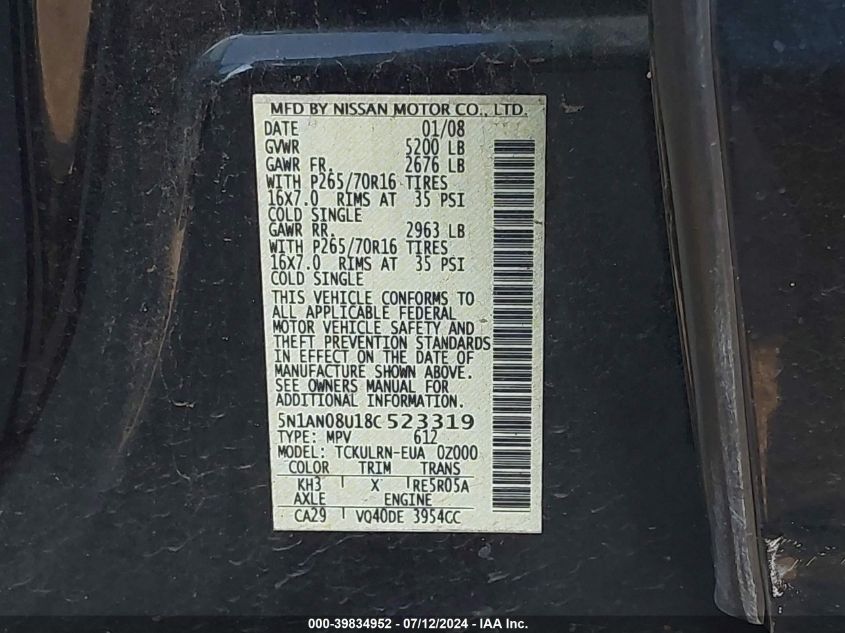 MFD BY NISSAN MOTOR CO., LTD.
DATE 01/08
GVWR 5200 LB
GAWR FR. 2676 LB
WITH P265/70R16 TIRES
16X7.0 RIMS AT 35 PSI
COLD SINGLE
GAWR RR. 2963 LB
WITH P265/70R16 TIRES
16X7.0 RIMS AT 35 PSI
COLD SINGLE
THIS VEHICLE CONFORMS TO
ALL APPLICABLE FEDERAL
MOTOR VEHICLE SAFETY AND
THEFT PREVENTION STANDARDS
IN EFFECT ON THE DATE OF
MANUFACTURE SHOWN ABOVE.
SEE OWNERS MANUAL FOR
ADDITIONAL INFORMATION.
5N1AN08U18C523319
TYPE: MPV 612
MODEL: TCKULRN-EUA 0Z000
COLOR TRIM TRANS
KH3 X RE5R05A
AXLE ENGINE
CA29 VQ40DE 3954CC
000-39834952 / 07/12/2024 - © IAA Inc.